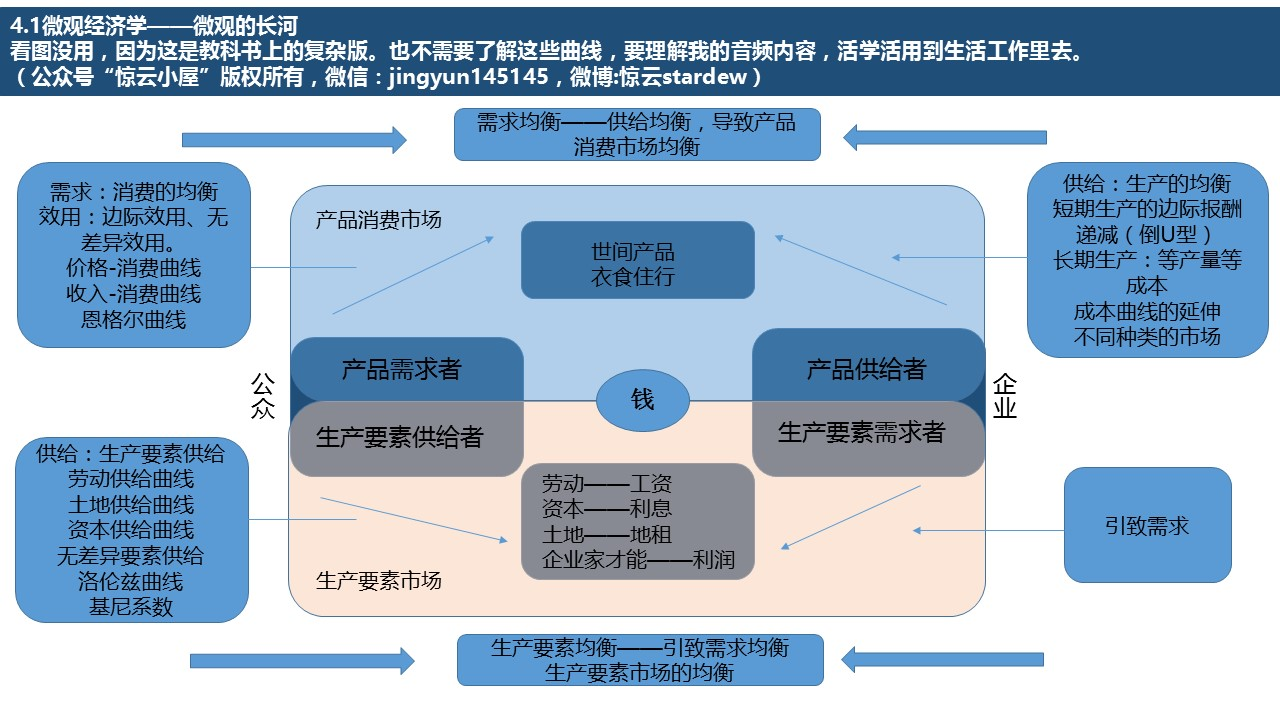 4.1微观经济学——微观的长河
看图没用，因为这是教科书上的复杂版。也不需要了解这些曲线，要理解我的音频内容，活学活用到生活工作里去。
（公众号“惊云小屋”版权所有，微信：jingyun145145，微博:惊云stardew）
需求均衡——供给均衡，导致产品
消费市场均衡
需求：消费的均衡
效用：边际效用、无
差异效用。
价格-消费曲线
收入-消费曲线
恩格尔曲线
产品消费市场
世间产品
衣食住行
供给：生产的均衡
短期生产的边际报酬
递减（倒U型）
长期生产：等产量等
成本
成本曲线的延伸
不同种类的市场
公众
产品需求者
钱
产品供给者
企业
生产要素供给者
生产要素需求者
供给：生产要素供给
劳动供给曲线
土地供给曲线
资本供给曲线
无差异要素供给
洛伦兹曲线
基尼系数
劳动——工资
资本——利息
土地——地租
企业家才能——利润
引致需求
生产要素市场
生产要素均衡——引致需求均衡
生产要素市场的均衡